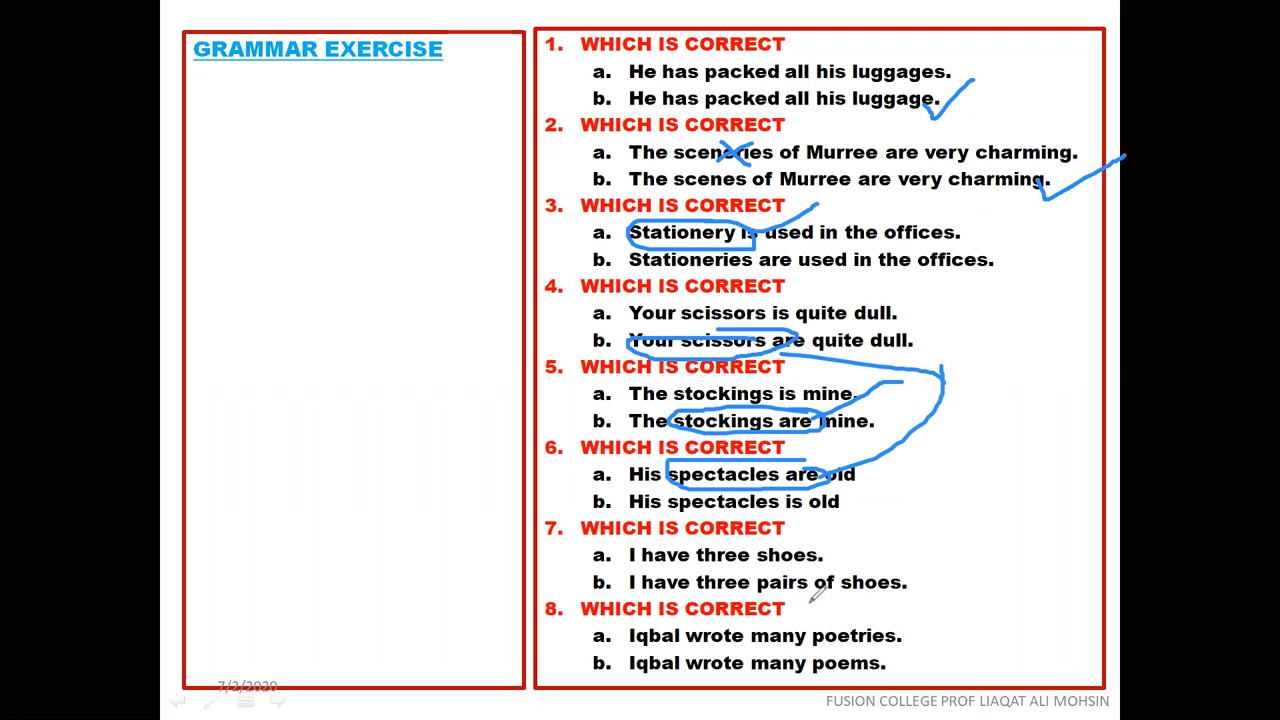 GRAMMAR EXERCISE
1. WHICH IS CORRECT
a. He has packed all his luggages.
b. He has packed all his luggage.
2. WHICH IS CORRECT
a. The sceneries of Murree are very charming.
b. The scenes of Murree are very charming.
3. WHICH IS CORRECT
a. Stationery is used in the offices.
b. Stationeries are used in the offices.
4. WHICH IS CORRECT
a. Your scissors is quite dull.
b. Your scissors are quite dull.
5. WHICH IS CORRECT
a. The stockings is mine.
b. The stockings are mine.
6. WHICH IS CORRECT
a. His spectacles are old
b. His spectacles is old
7. WHICH IS CORRECT
a. I have three shoes.
b. I have three pairs of shoes.
8. WHICH IS CORRECT
a. Iqbal wrote many poetries.
b. Iqbal wrote many poems.
7/2/2020
FUSION COLLEGE PROF LIAQAT ALI MOHSIN